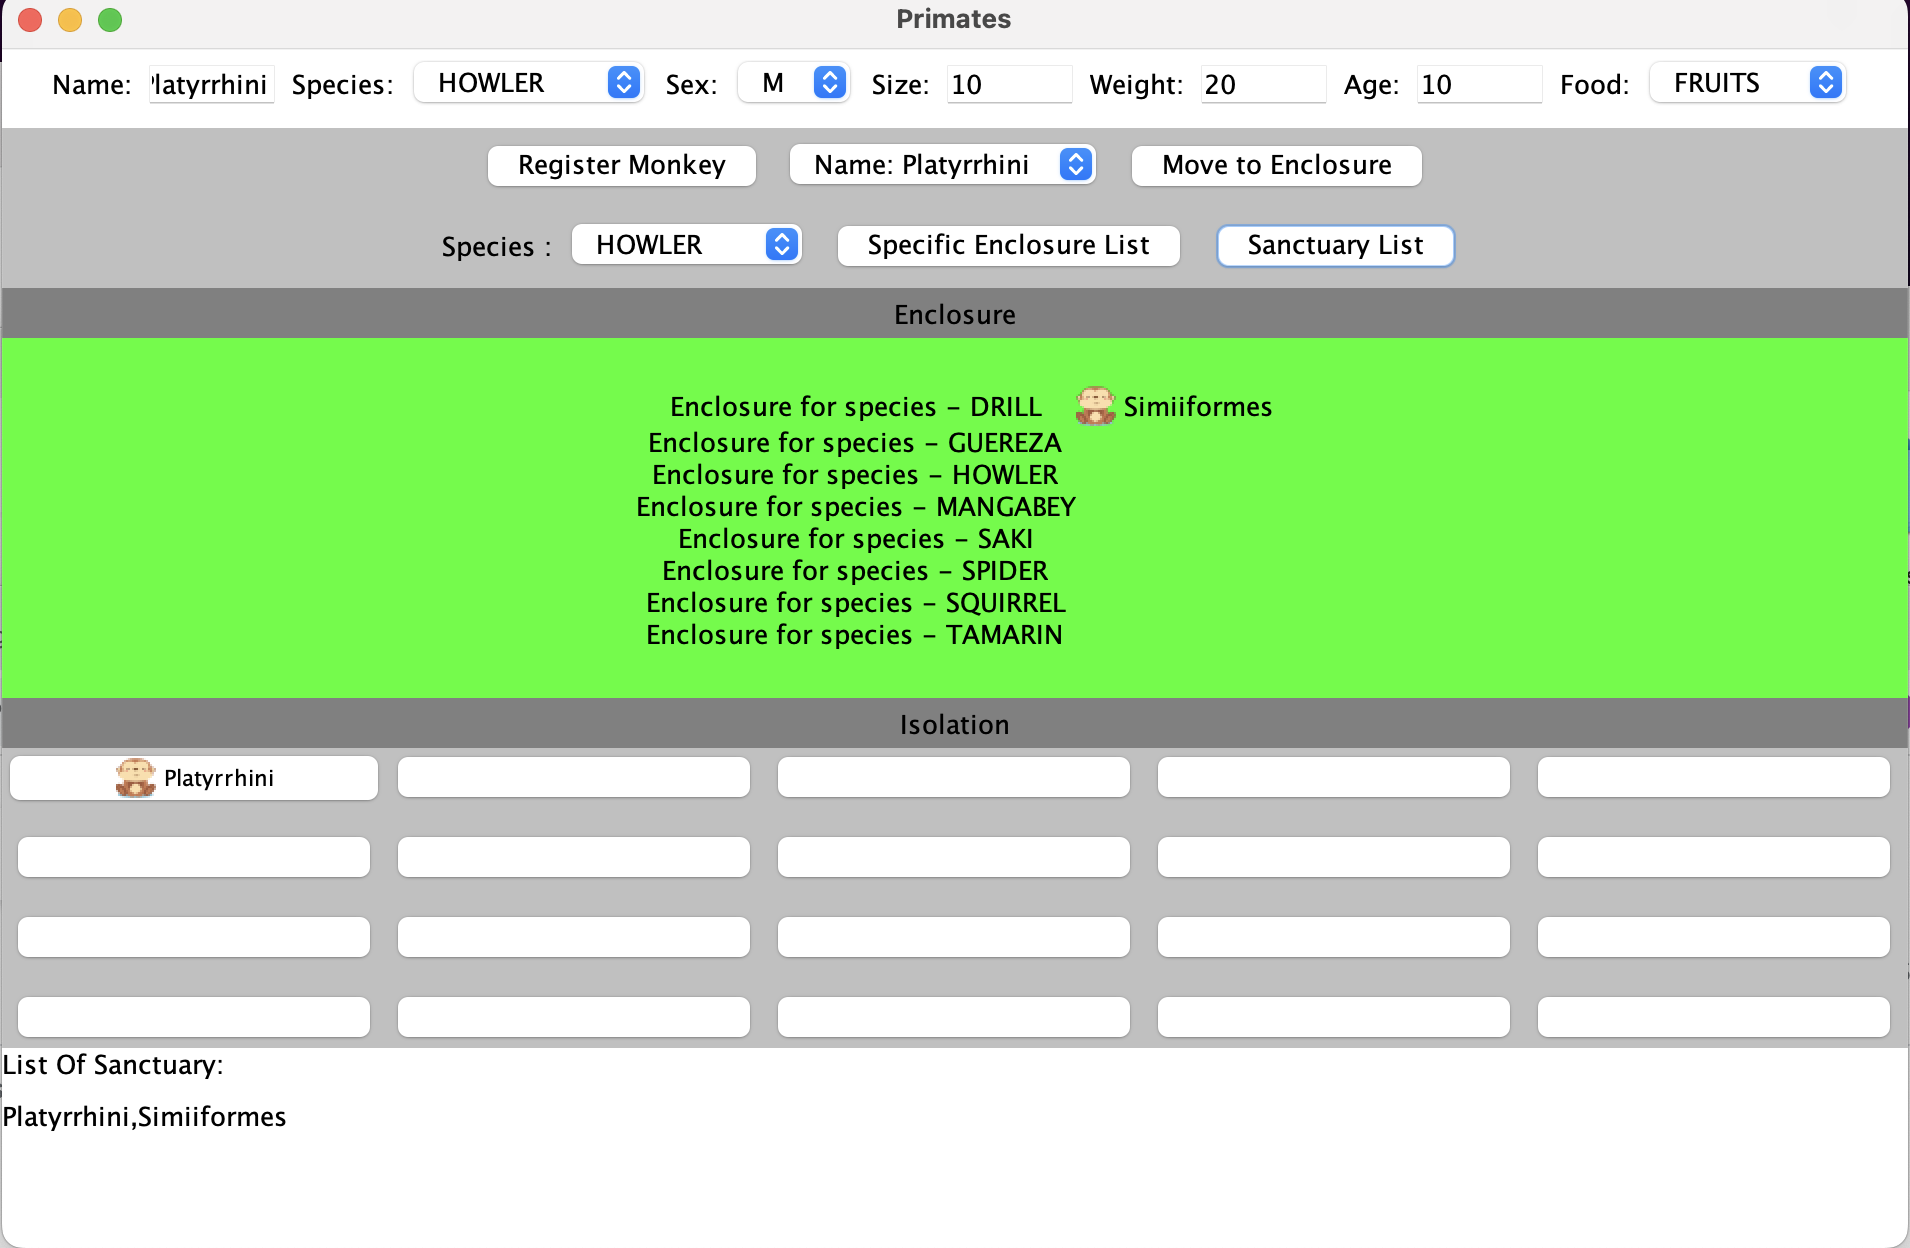 Primates
Name: Platyrrhini Species: HOWLER Sex: M Size: 10 Weight: 20 Age: 10 Food: FRUITS
Register Monkey Name: Platyrrhini Move to Enclosure
Species : HOWLER Specific Enclosure List Sanctuary List
Enclosure
Enclosure for species - DRILL Simiiformes
Enclosure for species - GUEREZA
Enclosure for species - HOWLER
Enclosure for species - MANGABEY
Enclosure for species - SAKI
Enclosure for species - SPIDER
Enclosure for species - SQUIRREL
Enclosure for species - TAMARIN
Isolation
Platyrrhini
List Of Sanctuary:
Platyrrhini,Simiiformes